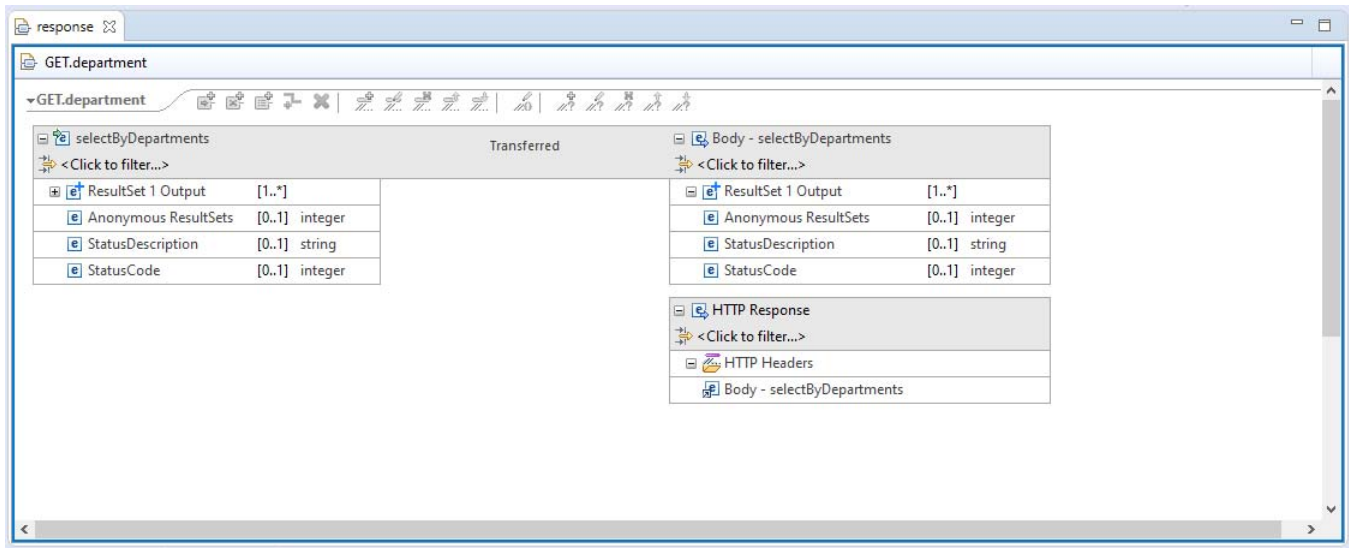 response
GET.department
GET.department
selectByDepartments
<Click to filter...>
ResultSet 1 Output [1..*]
Anonymous ResultSets [0..1] integer
StatusDescription [0..1] string
StatusCode [0..1] integer
Transferred
Body - selectByDepartments
<Click to filter...>
ResultSet 1 Output [1..*]
Anonymous ResultSets [0..1] integer
StatusDescription [0..1] string
StatusCode [0..1] integer
HTTP Response
<Click to filter...>
HTTP Headers
Body - selectByDepartments